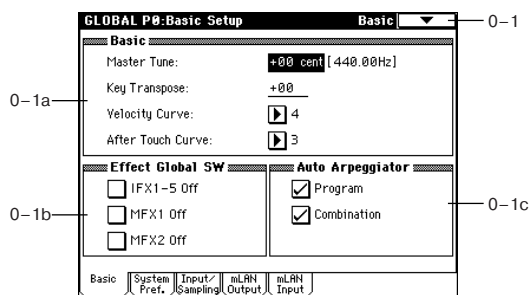 GLOBAL P0:Basic Setup Basic
0-1
Basic
Master Tune: +00 cent [440.00Hz]
Key Transpose: +00
0-1a
Velocity Curve: 4
After Touch Curve: 3
Effect Global SW
IFX1-5 Off
MFX1 Off
MFX2 Off
0-1b
Auto Arpeggiator
Program
Combination
0-1c
Basic
System Pref.
Input/ Sampling
mLAN Output
mLAN Input